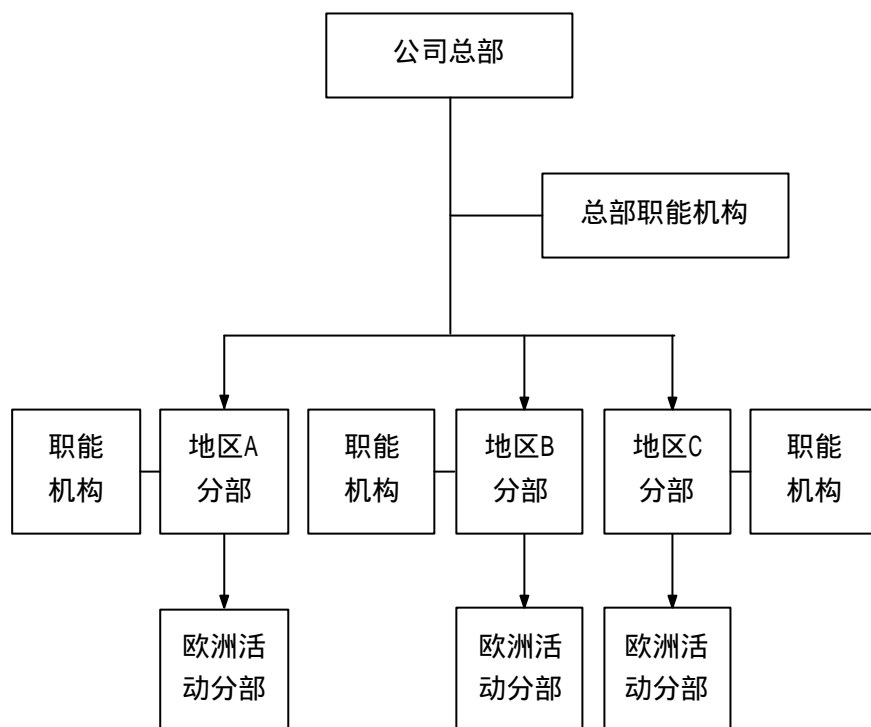 公司总部
总部职能机构
职能
机构
地区A
分部
职能
机构
地区B
分部
地区C
分部
职能
机构
欧洲活
动分部
欧洲活
动分部
欧洲活
动分部